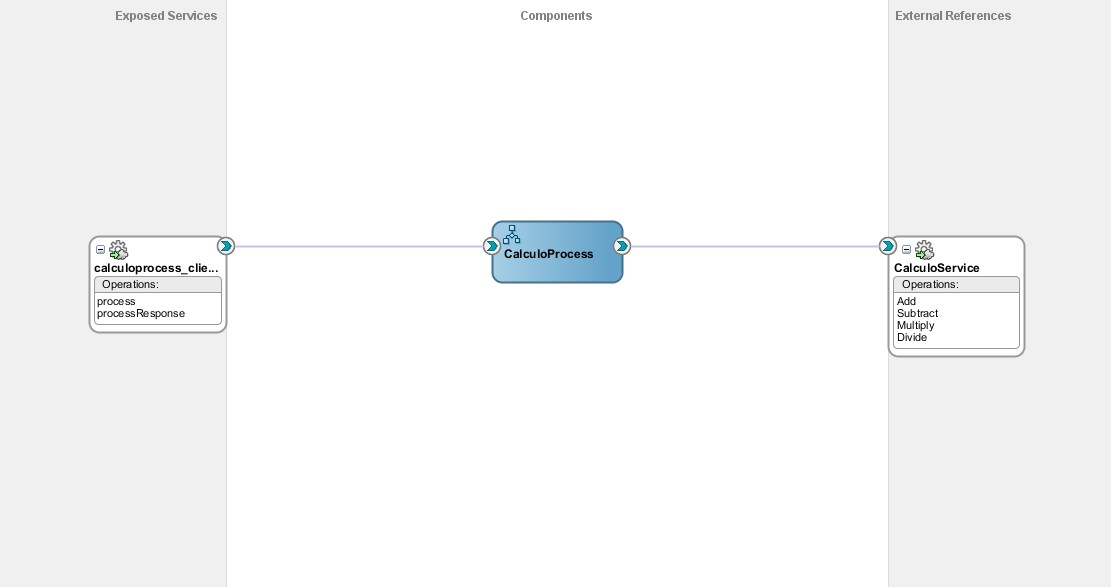 Exposed Services
Components
External References
calculoprocess_clie...
Operations:
process
processResponse
CalculoProcess
CalculoService
Operations:
Add
Subtract
Multiply
Divide